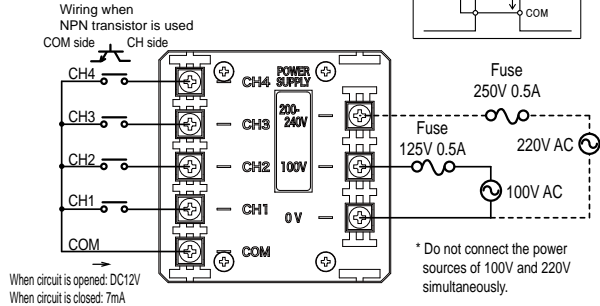 Wiring when
NPN transistor is used
COM side CH side
COM
CH4
CH3
CH2
CH1
COM
When circuit is opened: DC12V
When circuit is closed: 7mA
CH4
CH3
CH2
CH1
COM
POWER
SUPPLY
200-
240V
100V
0 V
Fuse
250V 0.5A
Fuse
125V 0.5A
220V AC
100V AC
* Do not connect the power
sources of 100V and 220V
simultaneously.